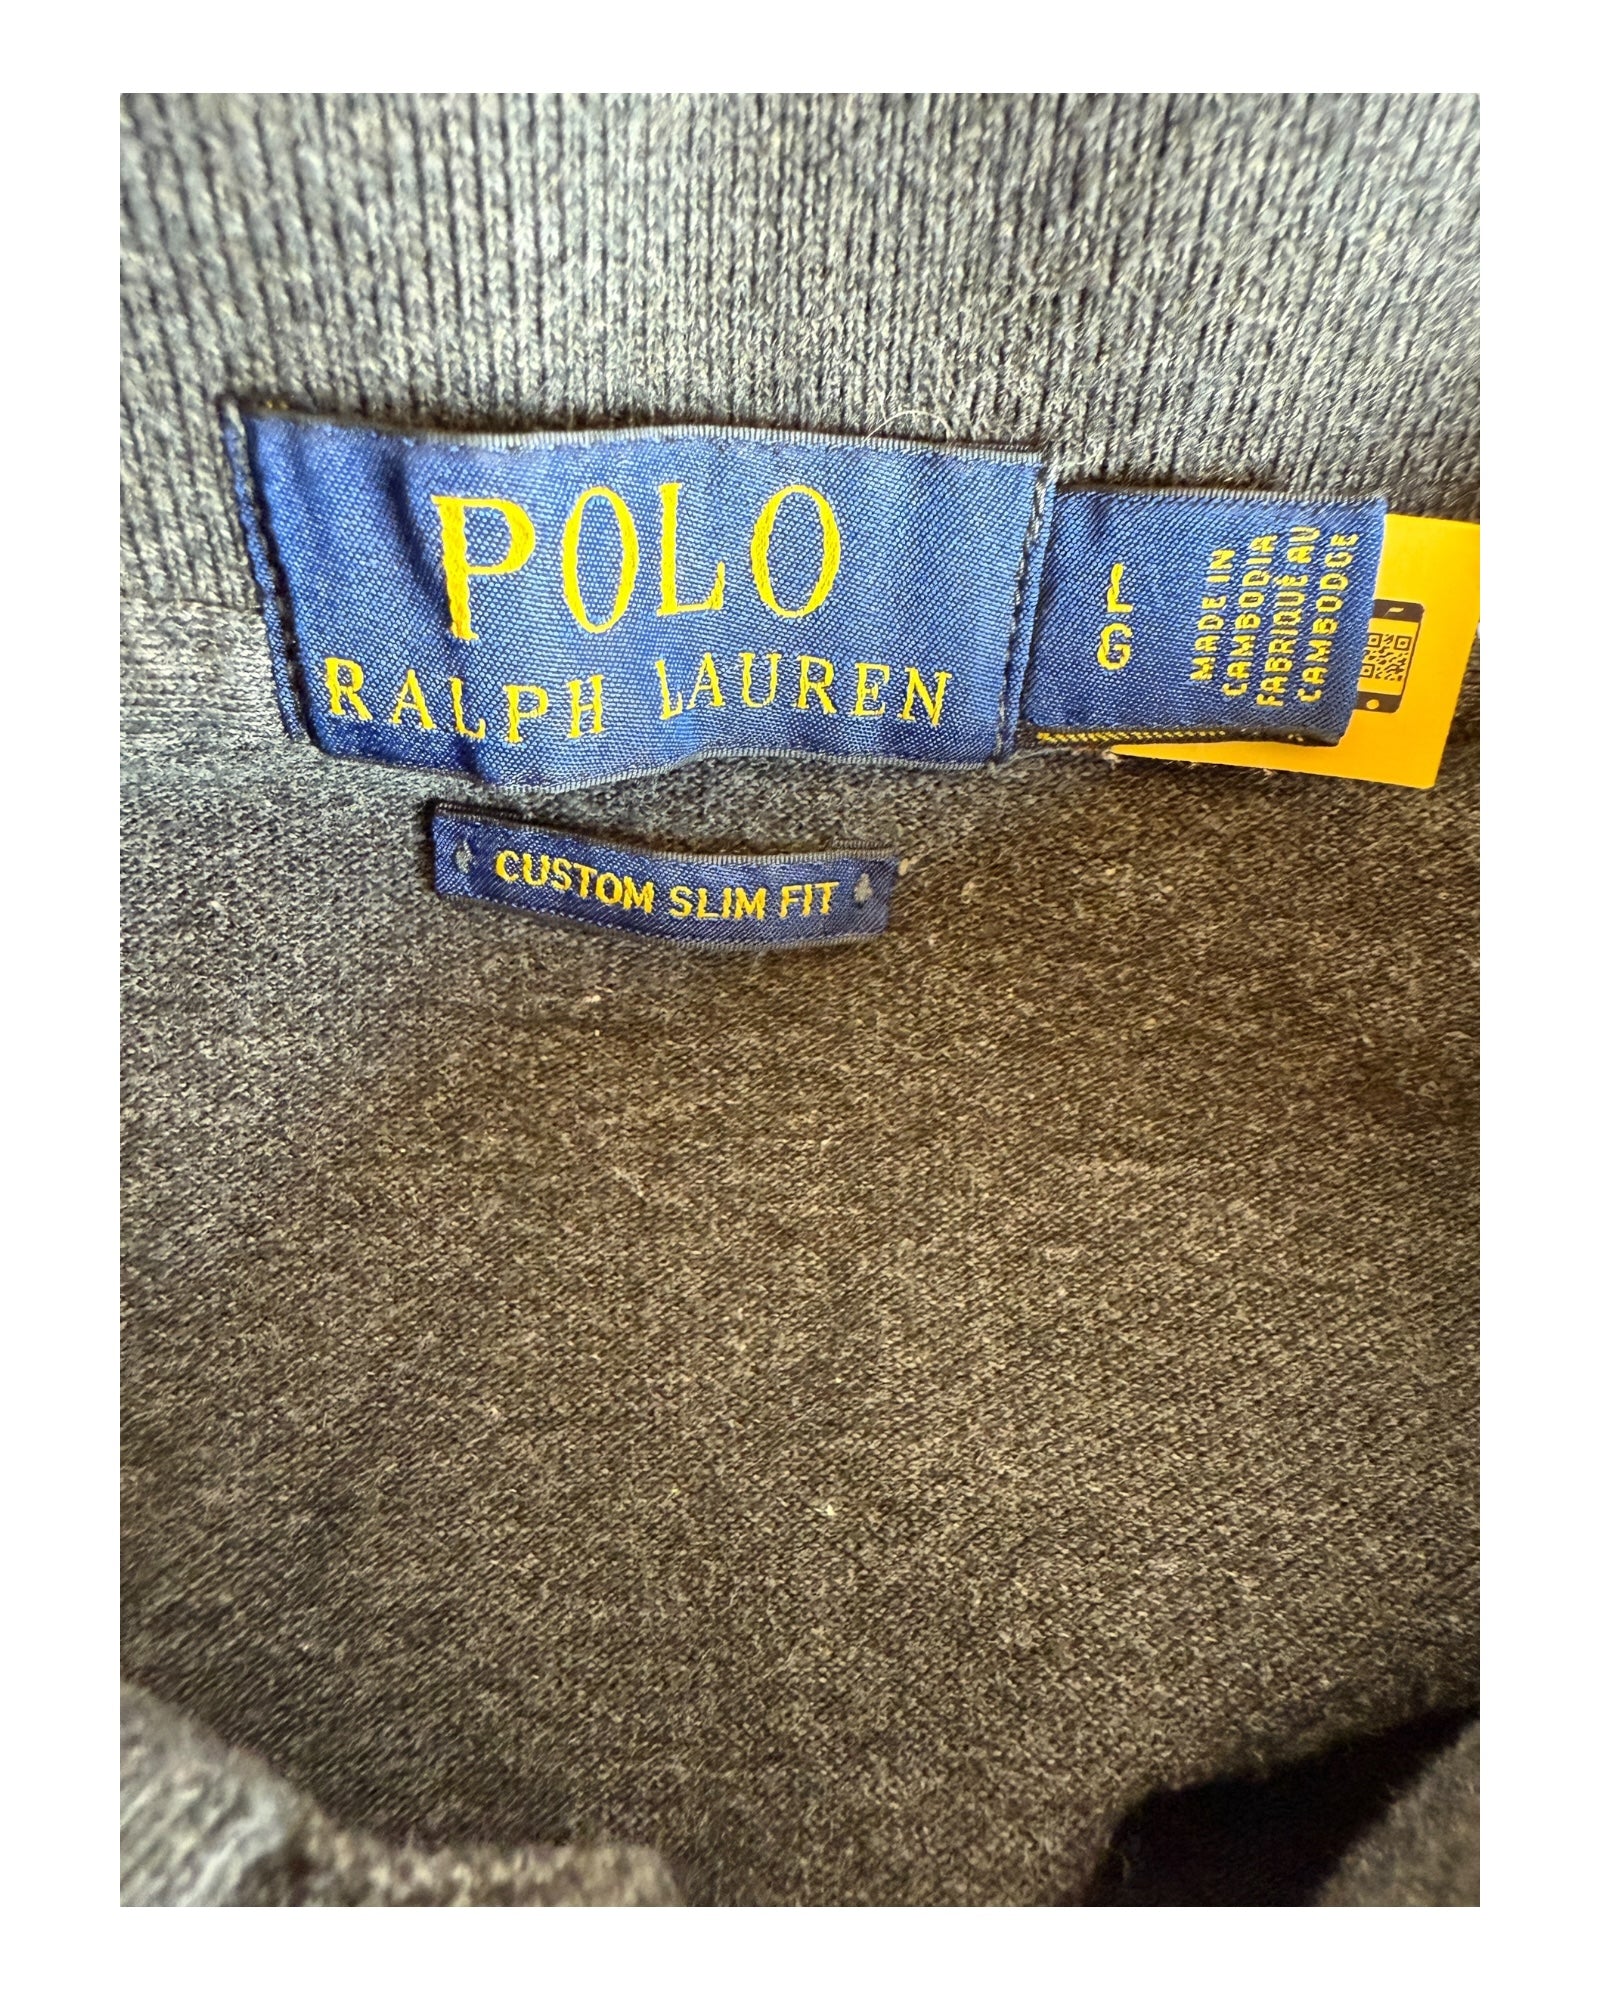 POLO
RALPH LAUREN
L
G
MADE IN
CAMBODIA
FABRIQUÉ AU
CAMBODGE
CUSTOM SLIM FIT